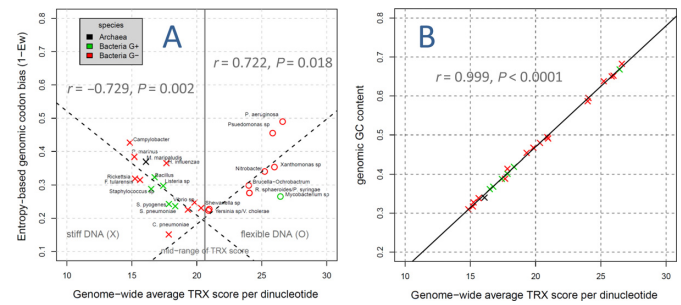 A
species
Archaea
Bacteria G+
Bacteria G−
r = −0.729, P = 0.002
r = 0.722, P = 0.018
P. aeruginosa
Psuedomonas sp
Campylobacter
P. marinus
M. maripaludis
H. influenzae
Xanthomonas sp
Nitrobacter
Rickettsia
F. tularensis
Bacillus
Listeria sp
Staphylococcus
Brucella-Ochrobactrum
R. sphaeroides/P. syringae
Mycobacterium sp
S. pyogenes
Vibrio sp
Shewanella sp
S. pneumoniae
Yersinia sp/V. cholerae
C. pneumoniae
stiff DNA (X)
flexible DNA (O)
mid-range of TRX score
Entropy-based genomic codon bias (1−Ew)
0.8
0.7
0.6
0.5
0.4
0.3
0.2
0.1
10
15
20
25
30
Genome-wide average TRX score per dinucleotide
B
r = 0.999, P < 0.0001
genomic GC content
0.8
0.7
0.6
0.5
0.4
0.3
0.2
10
15
20
25
30
Genome-wide average TRX score per dinucleotide